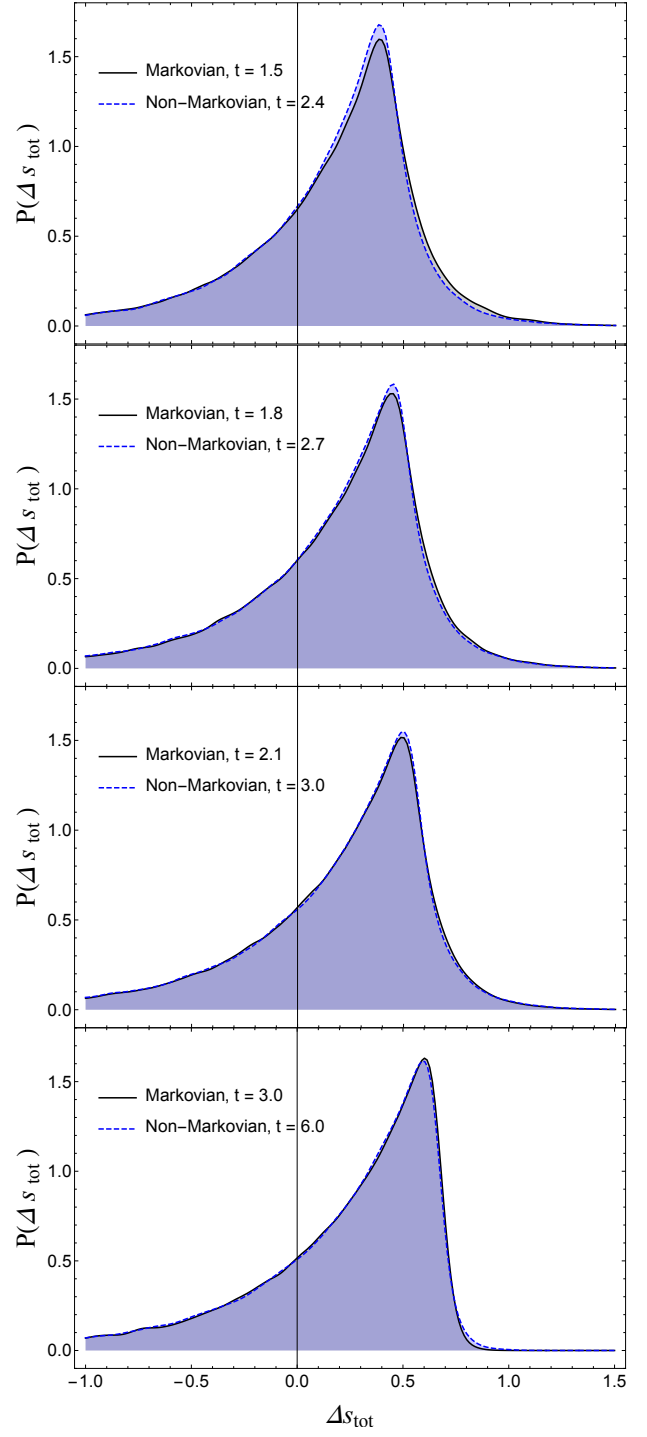 1.5
1.0
0.5
0.0
P(Δ s tot)
Markovian, t = 1.5
Non−Markovian, t = 2.4
1.5
1.0
0.5
0.0
P(Δ s tot)
Markovian, t = 1.8
Non−Markovian, t = 2.7
1.5
1.0
0.5
0.0
P(Δ s tot)
Markovian, t = 2.1
Non−Markovian, t = 3.0
1.5
1.0
0.5
0.0
P(Δ s tot)
Markovian, t = 3.0
Non−Markovian, t = 6.0
−1.0 −0.5 0.0 0.5 1.0 1.5
Δstot